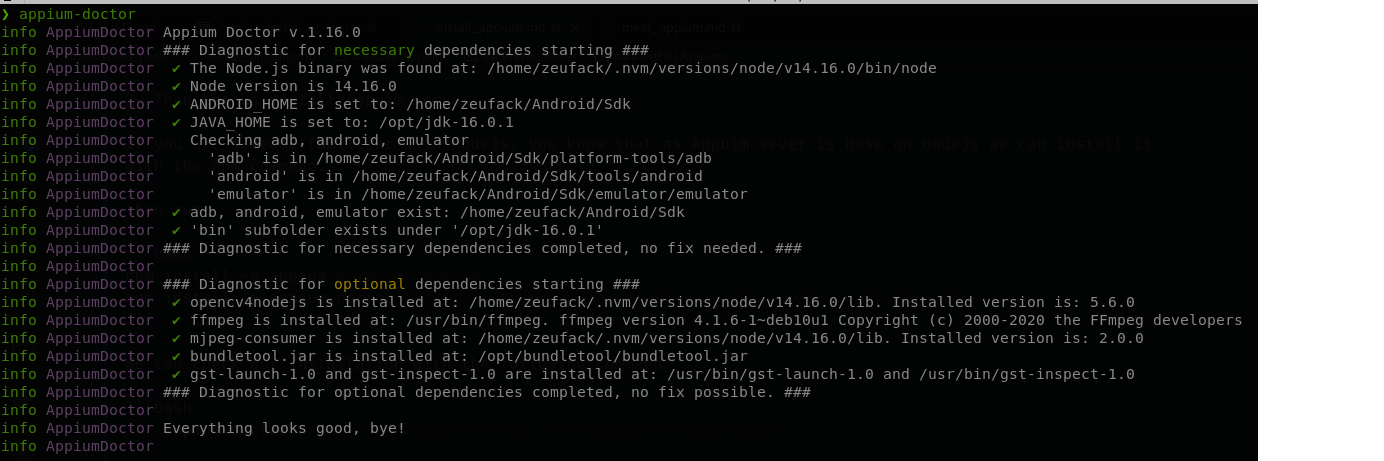 ❯ appium-doctor
info AppiumDoctor Appium Doctor v.1.16.0
info AppiumDoctor ### Diagnostic for necessary dependencies starting ###
info AppiumDoctor  ✔ The Node.js binary was found at: /home/zeufack/.nvm/versions/node/v14.16.0/bin/node
info AppiumDoctor  ✔ Node version is 14.16.0
info AppiumDoctor  ✔ ANDROID_HOME is set to: /home/zeufack/Android/Sdk
info AppiumDoctor  ✔ JAVA_HOME is set to: /opt/jdk-16.0.1
info AppiumDoctor    Checking adb, android, emulator
info AppiumDoctor      'adb' is in /home/zeufack/Android/Sdk/platform-tools/adb
info AppiumDoctor      'android' is in /home/zeufack/Android/Sdk/tools/android
info AppiumDoctor      'emulator' is in /home/zeufack/Android/Sdk/emulator/emulator
info AppiumDoctor  ✔ adb, android, emulator exist: /home/zeufack/Android/Sdk
info AppiumDoctor  ✔ 'bin' subfolder exists under '/opt/jdk-16.0.1'
info AppiumDoctor ### Diagnostic for necessary dependencies completed, no fix needed. ###
info AppiumDoctor
info AppiumDoctor ### Diagnostic for optional dependencies starting ###
info AppiumDoctor  ✔ opencv4nodejs is installed at: /home/zeufack/.nvm/versions/node/v14.16.0/lib. Installed version is: 5.6.0
info AppiumDoctor  ✔ ffmpeg is installed at: /usr/bin/ffmpeg. ffmpeg version 4.1.6-1~deb10u1 Copyright (c) 2000-2020 the FFmpeg developers
info AppiumDoctor  ✔ mjpeg-consumer is installed at: /home/zeufack/.nvm/versions/node/v14.16.0/lib. Installed version is: 2.0.0
info AppiumDoctor  ✔ bundletool.jar is installed at: /opt/bundletool/bundletool.jar
info AppiumDoctor  ✔ gst-launch-1.0 and gst-inspect-1.0 are installed at: /usr/bin/gst-launch-1.0 and /usr/bin/gst-inspect-1.0
info AppiumDoctor ### Diagnostic for optional dependencies completed, no fix possible. ###
info AppiumDoctor
info AppiumDoctor Everything looks good, bye!
info AppiumDoctor